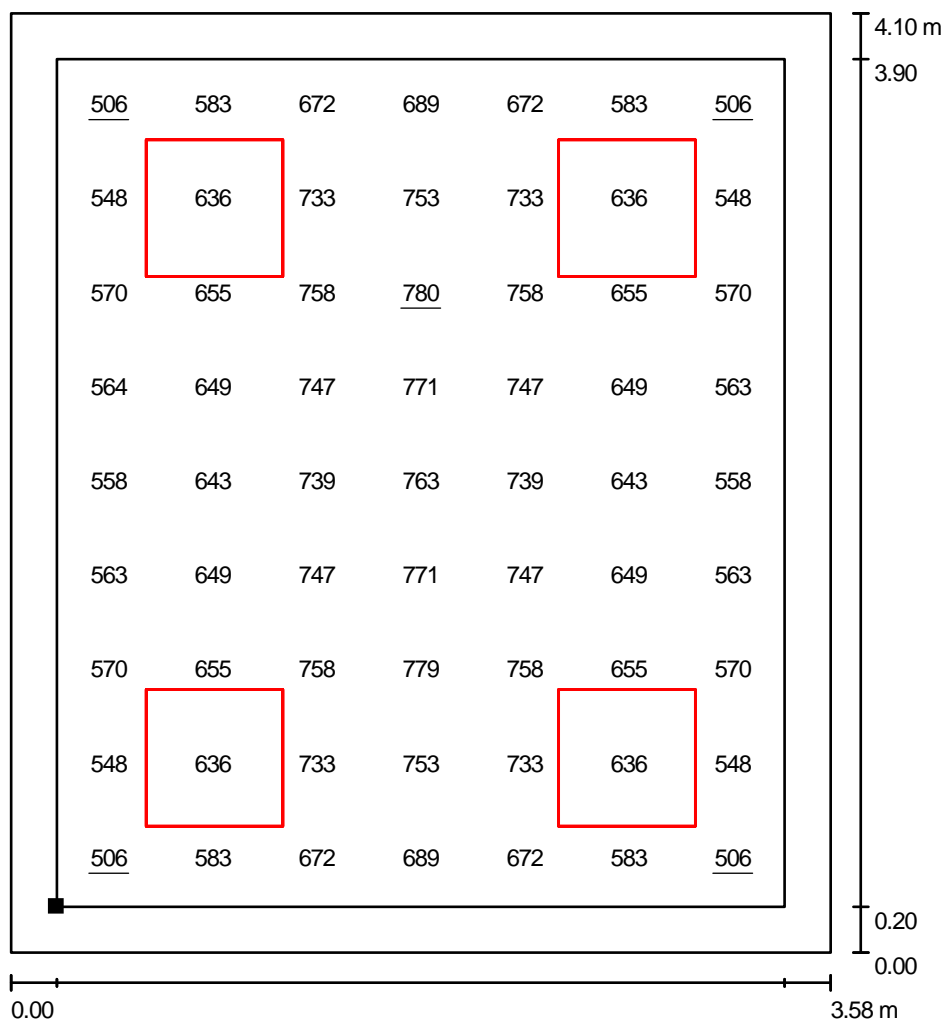 4.10 m
3.90
506 583 672 689 672 583 506
548 636 733 753 733 636 548
570 655 758 780 758 655 570
564 649 747 771 747 649 563
558 643 739 763 739 643 558
563 649 747 771 747 649 563
570 655 758 779 758 655 570
548 636 733 753 733 636 548
506 583 672 689 672 583 506
0.20
0.00
0.00 3.58 m